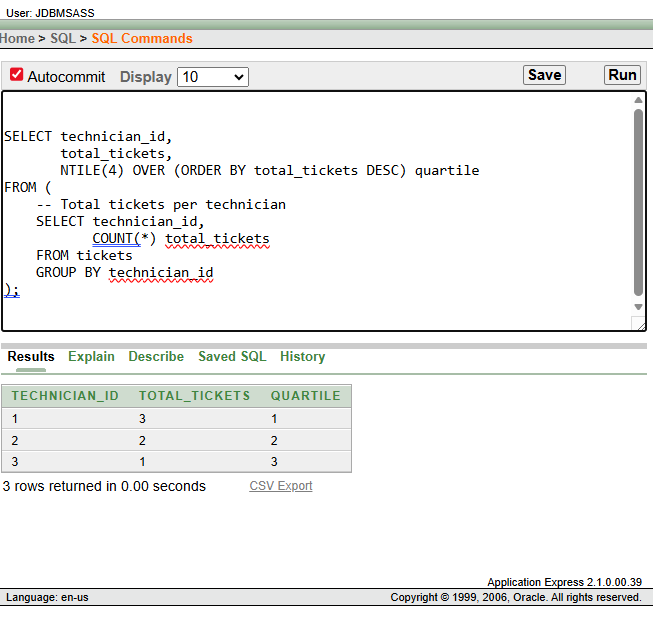 User: JDBMSASS
Home > SQL > SQL Commands
Autocommit Display 10 Save Run
SELECT technician_id,
total_tickets,
NTILE(4) OVER (ORDER BY total_tickets DESC) quartile
FROM (
-- Total tickets per technician
SELECT technician_id,
COUNT(*) total_tickets
FROM tickets
GROUP BY technician_id
);
Results Explain Describe Saved SQL History
TECHNICIAN_ID TOTAL_TICKETS QUARTILE
1 3 1
2 2 2
3 1 3
3 rows returned in 0.00 seconds CSV Export
Application Express 2.1.0.00.39
Language: en-us Copyright © 1999, 2006, Oracle. All rights reserved.